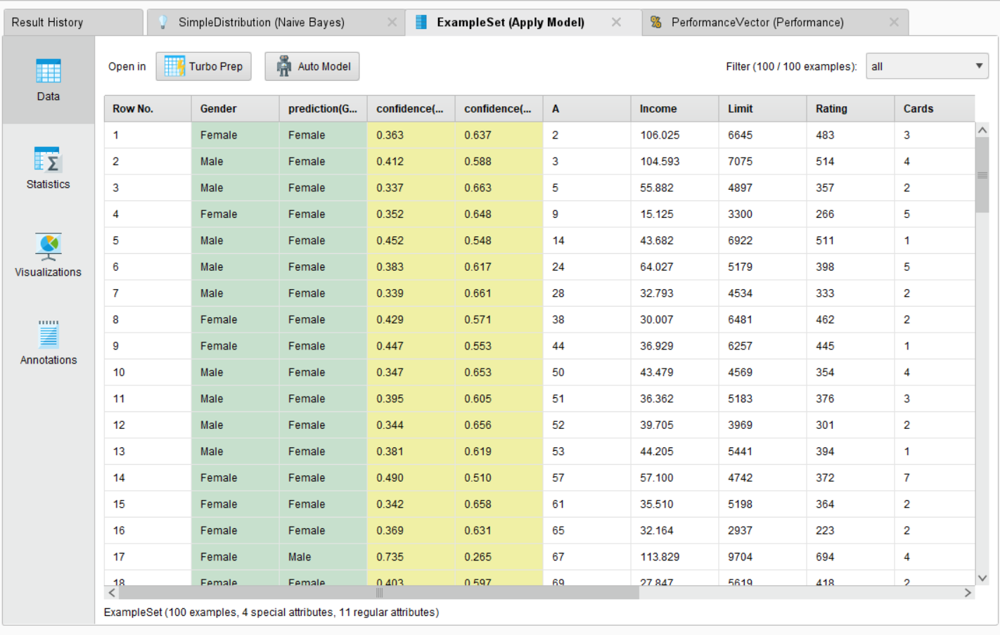 Result History SimpleDistribution (Naive Bayes) ExampleSet (Apply Model) PerformanceVector (Performance)
Open in Turbo Prep Auto Model Filter (100 / 100 examples): all
Data
Statistics
Visualizations
Annotations
Row No. Gender prediction(G... confidence(... confidence(... A Income Limit Rating Cards
1 Female Female 0.363 0.637 2 106.025 6645 483 3
2 Male Female 0.412 0.588 3 104.593 7075 514 4
3 Male Female 0.337 0.663 5 55.882 4897 357 2
4 Female Female 0.352 0.648 9 15.125 3300 266 5
5 Male Female 0.452 0.548 14 43.682 6922 511 1
6 Male Female 0.383 0.617 24 64.027 5179 398 5
7 Male Female 0.339 0.661 28 32.793 4534 333 2
8 Female Female 0.429 0.571 38 30.007 6481 462 2
9 Female Female 0.447 0.553 44 36.929 6257 445 1
10 Male Female 0.347 0.653 50 43.479 4569 354 4
11 Male Female 0.395 0.605 51 36.362 5183 376 3
12 Male Female 0.344 0.656 52 39.705 3969 301 2
13 Male Female 0.381 0.619 53 44.205 5441 394 1
14 Female Female 0.490 0.510 57 57.100 4742 372 7
15 Female Female 0.342 0.658 61 35.510 5198 364 2
16 Female Female 0.369 0.631 65 32.164 2937 223 2
17 Female Male 0.735 0.265 67 113.829 9704 694 4
18 Female Female 0.403 0.597 69 27.847 5619 418 2
ExampleSet (100 examples, 4 special attributes, 11 regular attributes)